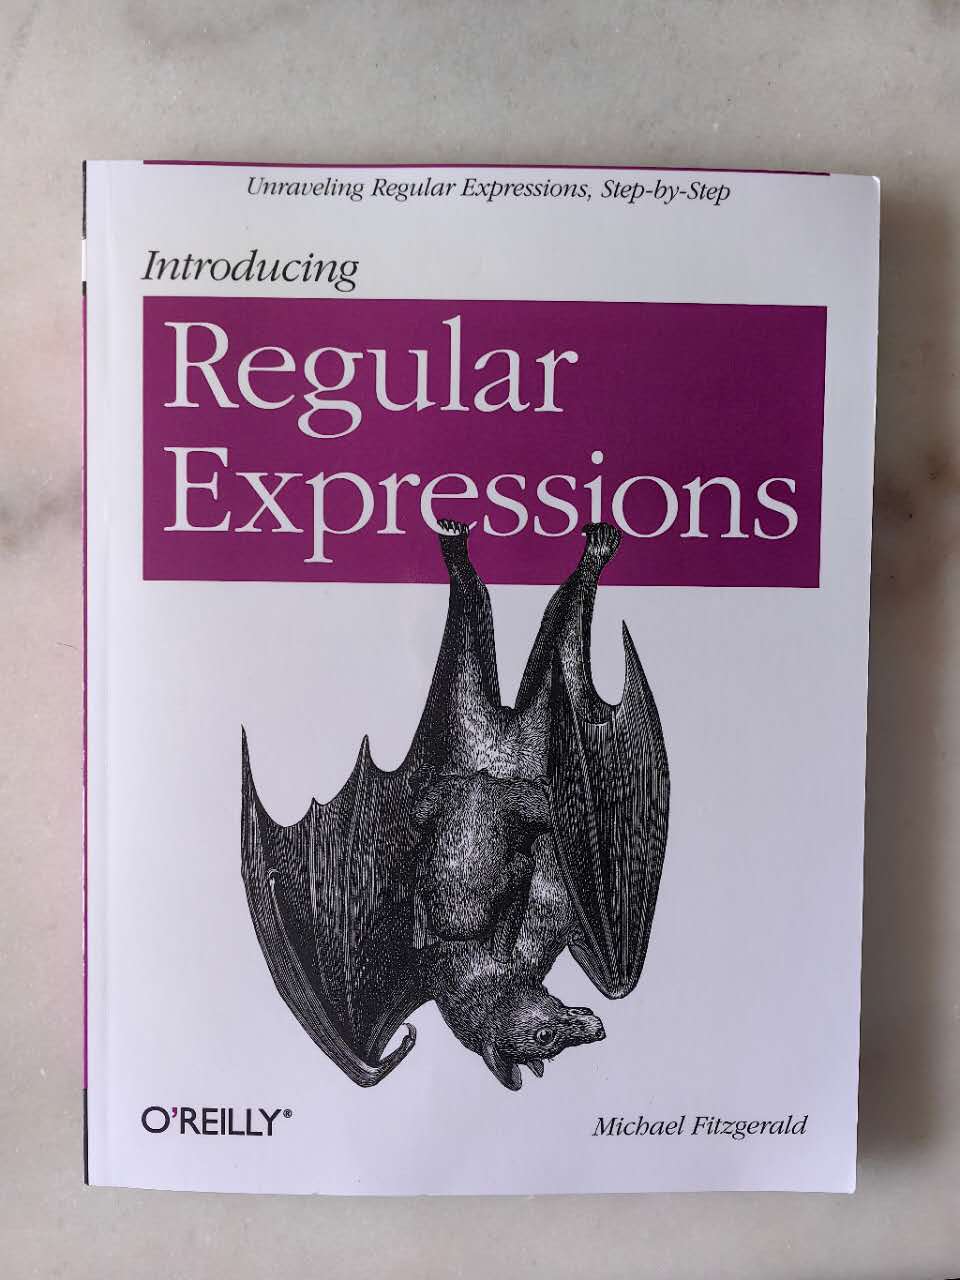 Unraveling Regular Expressions, Step-by-Step
Introducing
Regular
Expressions
O'REILLY®
Michael Fitzgerald